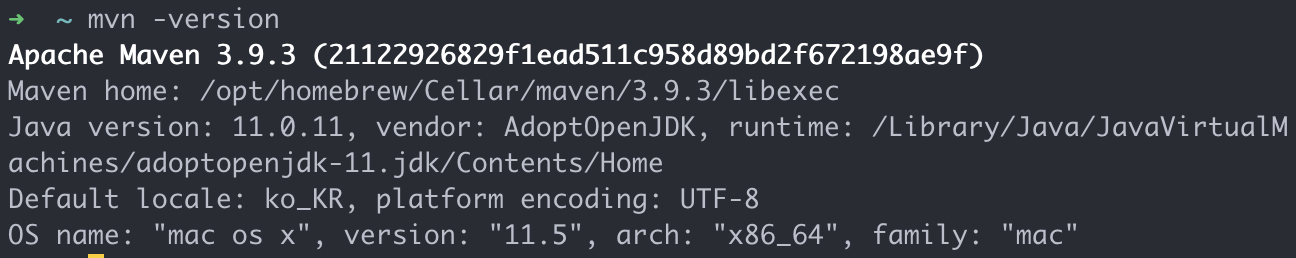 ➜  ~ mvn -version
Apache Maven 3.9.3 (21122926829f1ead511c958d89bd2f672198ae9f)
Maven home: /opt/homebrew/Cellar/maven/3.9.3/libexec
Java version: 11.0.11, vendor: AdoptOpenJDK, runtime: /Library/Java/JavaVirtualM
achines/adoptopenjdk-11.jdk/Contents/Home
Default locale: ko_KR, platform encoding: UTF-8
OS name: "mac os x", version: "11.5", arch: "x86_64", family: "mac"